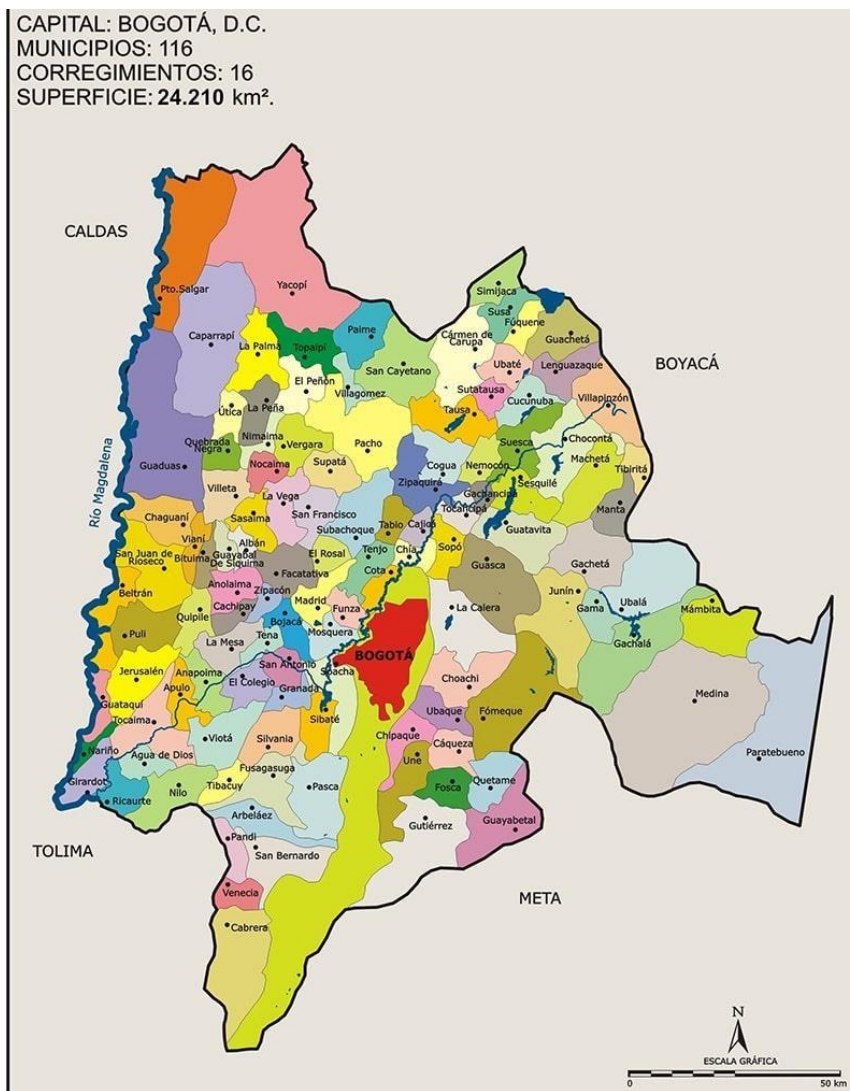 CAPITAL: BOGOTÁ, D.C.
MUNICIPIOS: 116
CORREGIMIENTOS: 16
SUPERFICIE: 24.210 km².
CALDAS
BOYACÁ
Río Magdalena
TOLIMA
META
Pto.Salgar
Yacopí
Caparrapí
La Palma
Topaipí
Paime
San Cayetano
Simijaca
Susa
Fúquene
Cármen de
Carupa
Guachetá
Ubaté
Lenguazaque
Sutatausa
Cucunuba
Villapinzón
Tausa
El Peñón
Villagomez
Útica
La Peña
Quebrada
Negra
Nimaima
Vergara
Pacho
Suesca
Chocontá
Machetá
Tibiritá
Guaduas
Nocaima
Supatá
Cogua
Nemocón
Zipaquirá
Sesquilé
Gachancipá
Manta
Villeta
La Vega
San Francisco
Tocancipá
Chaguaní
Sasaima
Subachoque
Tabio
Cajicá
Guatavita
Vianí
Bituima
Albán
Guayabal
De Siquima
El Rosal
Tenjo
Chia
Sopó
Guasca
Gachetá
San Juan de
Rioseco
Facatativa
Cota
Beltrán
Anolaima
Zipacón
Madrid
Funza
La Calera
Junín
Gama
Ubalá
Mámbita
Quipile
Cachipay
Bojacá
Mosquera
Gachalá
Puli
La Mesa
Tena
BOGOTÁ
San Antonio
Soacha
Choachi
Medina
Jerusalén
Anapoima
El Colegio
Granada
Apulo
Guataquí
Tocaima
Sibaté
Ubaque
Fómeque
Paratebueno
Nariño
Viotá
Silvania
Chipaque
Agua de Dios
Une
Cáqueza
Girardot
Ricaurte
Nilo
Tibacuy
Fusagasuga
Pasca
Fosca
Quetame
Arbeláez
Gutiérrez
Guayabetal
Pandi
San Bernardo
Venecia
Cabrera
N
ESCALA GRÁFICA
0 50 km